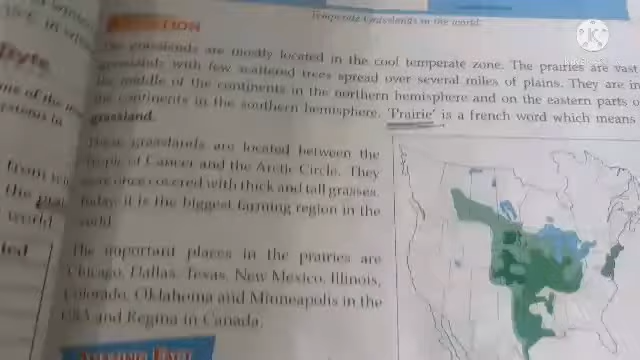 Temperate Grasslands in the world
The grasslands are mostly located in the cool temperate zone. The prairies are vast
grasslands with few scattered trees spread over several miles of plains. They are in
the middle of the continents in the northern hemisphere and on the eastern parts o
the continents in the southern hemisphere. 'Prairie' is a french word which means
grassland.
These grasslands are located between the
Tropic of Cancer and the Arctic Circle. They
were once covered with thick and tall grasses.
Today, it is the biggest farming region in the
world
The important places in the prairies are
Chicago, Dallas, Texas, New Mexico, Illinois,
Colorado, Oklahoma and Minneapolis in the
USA and Regina in Canada.
Byte
the
world
K